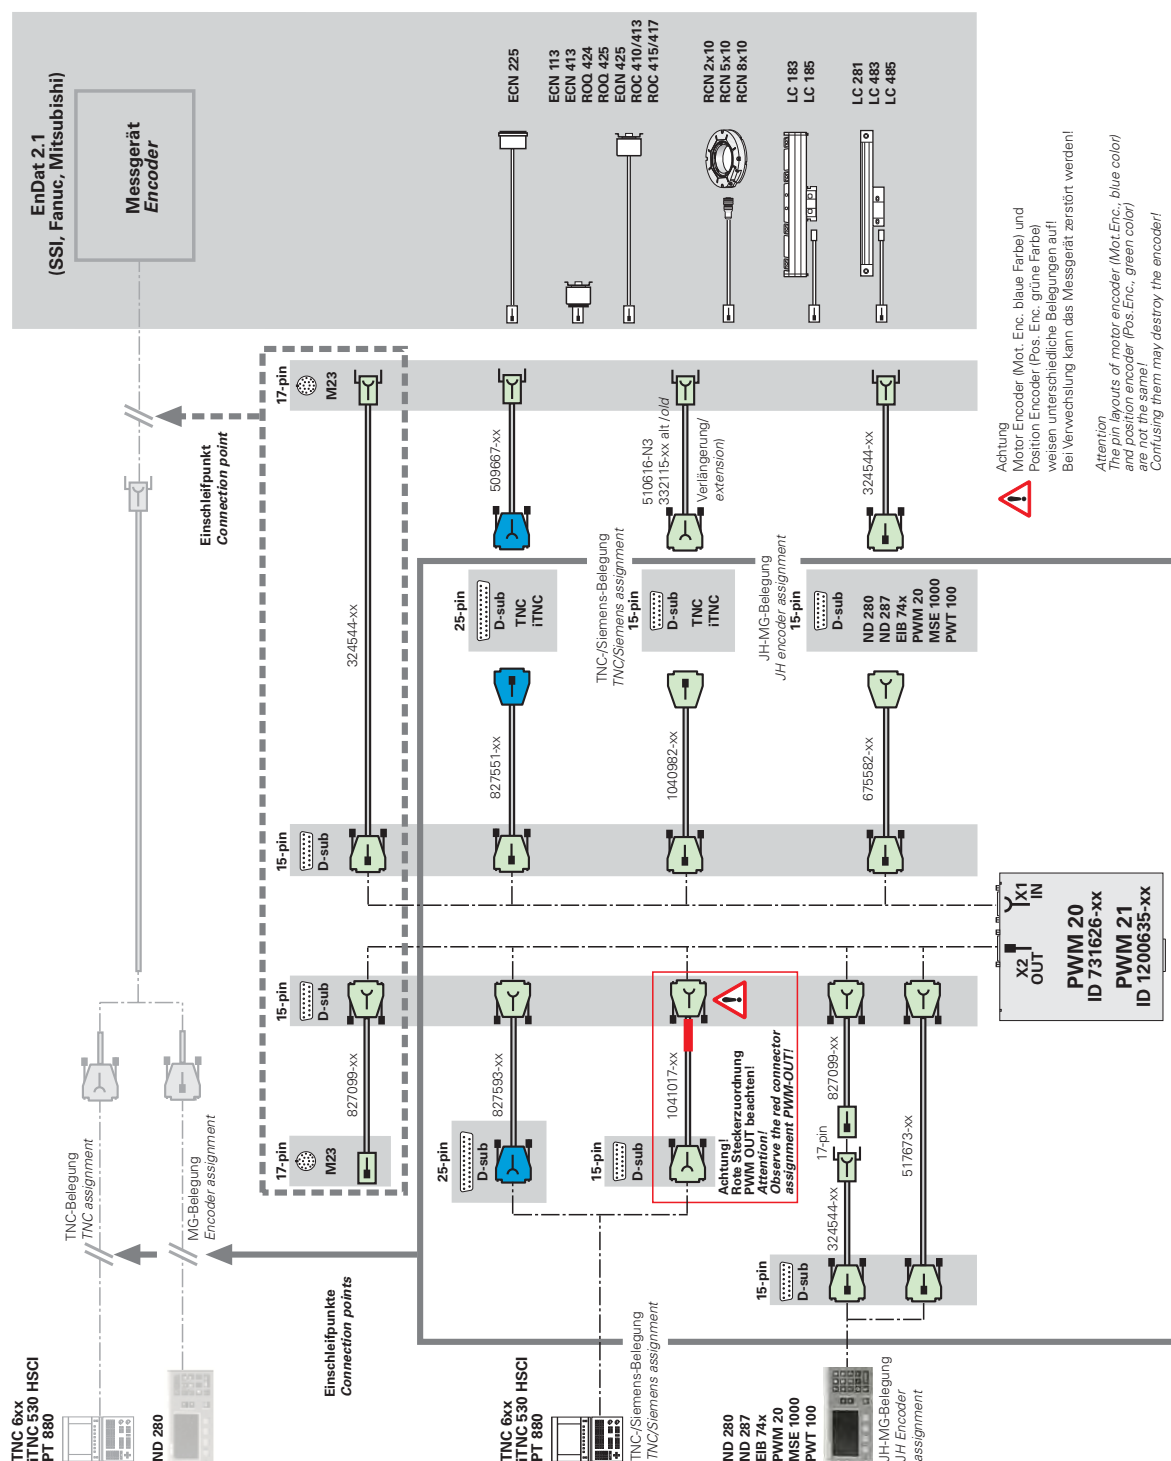 EnDat 2.1
(SSI, Fanuc, Mitsubishi)
Messgerät
Encoder
ECN 225
ECN 113
ECN 413
ROQ 424
ROQ 425
EQN 425
ROC 410/413
ROC 415/417
RCN 2x10
RCN 5x10
RCN 8x10
LC 183
LC 185
LC 281
LC 483
LC 485
Einschleifpunkt
Connection point
17-pin
M23
324544-xx
15-pin
D-sub
15-pin
D-sub
827099-xx
17-pin
M23
509667-xx
25-pin
D-sub
TNC
iTNC
827551-xx
827593-xx
25-pin
D-sub
510616-N3
332115-xx alt /old
Verlängerung/
extension)
TNC-/Siemens-Belegung
TNC/Siemens assignment
15-pin
D-sub
TNC
iTNC
1040982-xx
1041017-xx
15-pin
D-sub
Achtung!
Rote Steckerzuordnung
PWM OUT beachten!
Attention!
Observe the red connector
assignment PWM-OUT!
324544-xx
JH-MG-Belegung
JH encoder assignment
15-pin
D-sub
ND 280
ND 287
EIB 74x
PWM 20
MSE 1000
PWT 100
675582-xx
827099-xx
17-pin
324544-xx
517673-xx
15-pin
D-sub
X1
IN
X2
OUT
PWM 20
ID 731626-xx
PWM 21
ID 1200635-xx
Achtung
Motor Encoder (Mot. Enc. blaue Farbe) und
Position Encoder (Pos. Enc. grüne Farbe)
weisen unterschiedliche Belegungen auf!
Bei Verwechslung kann das Messgerät zerstört werden!
Attention
The pin layouts of motor encoder (Mot.Enc., blue color)
and position encoder (Pos.Enc., green color)
are not the same!
Confusing them may destroy the encoder!
TNC-Belegung
TNC assignment
MG-Belegung
Encoder assignment
Einschleifpunkte
Connection points
TNC 6xx
iTNC 530 HSCI
PT 880
ND 280
TNC 6xx
iTNC 530 HSCI
PT 880
TNC-/Siemens-Belegung
TNC/Siemens assignment
ND 280
ND 287
EIB 74x
PWM 20
MSE 1000
PWT 100
JH-MG-Belegung
JH Encoder
assignment